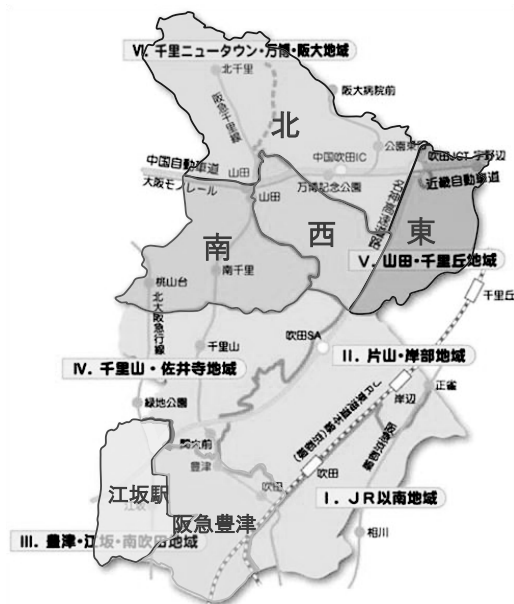 VI. 千里ニュータウン・万博・阪大地域
北千里
阪大病院前
阪急千里線
北
公園東口
中国吹田IC
吹田JCT
宇野辺
中国自動車道
山田
大阪モノレール
近畿自動車道
万博記念公園
山田
南
西
東
V. 山田・千里丘地域
南千里
桃山台
千里丘
北大阪急行線
千里山
吹田SA
II. 片山・岸部地域
IV. 千里山・佐井寺地域
正雀
岸辺
緑地公園
関大前
豊津
吹田
吹田
江坂駅
江坂
I. JR以南地域
阪急豊津
III. 豊津・江坂・南吹田地域
相川